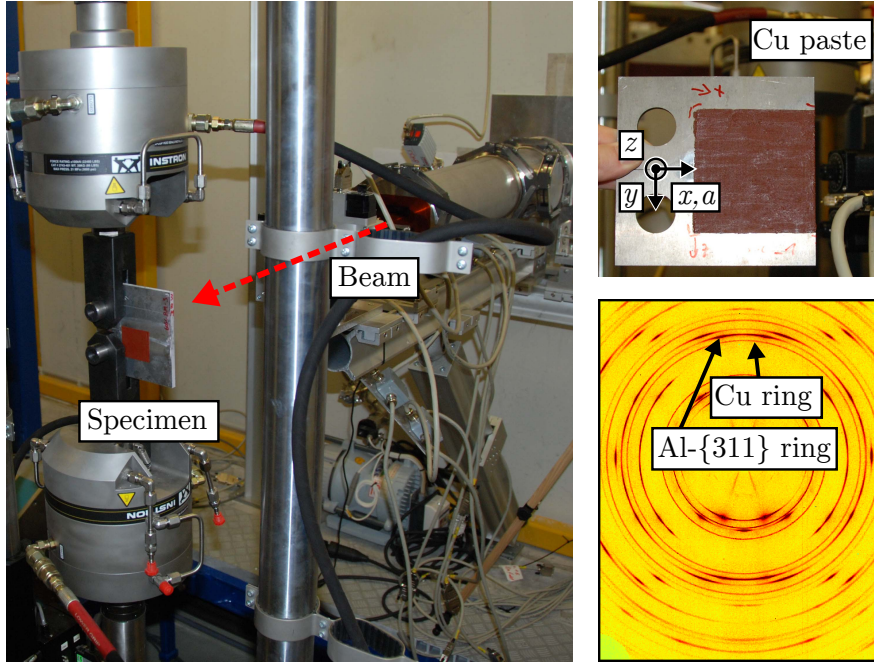 INSTRON
Beam
Specimen
INSTRON
Cu paste
x
z
y
x, a
Cu ring
Al-{311} ring